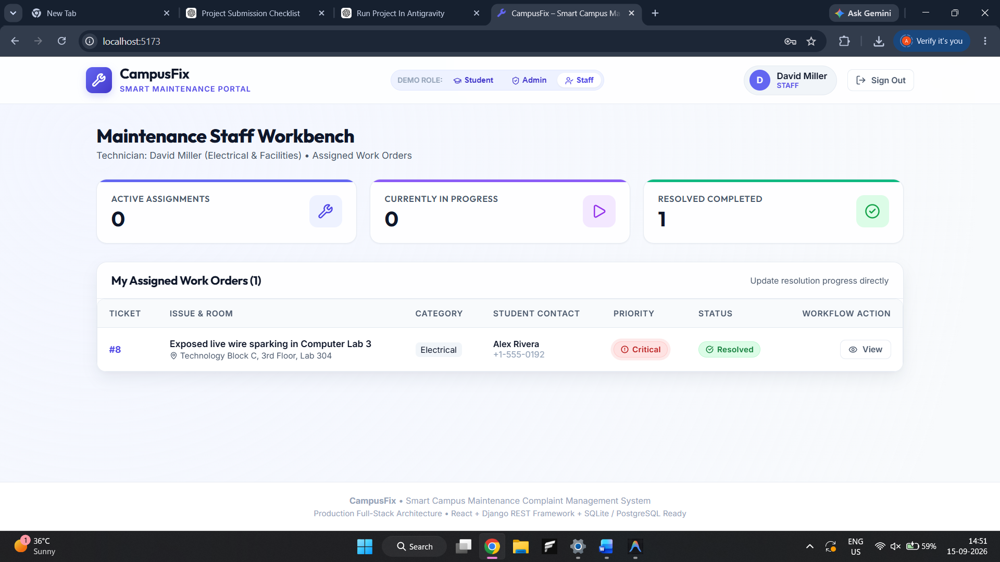 New Tab
Project Submission Checklist
Run Project In Antigravity
CampusFix – Smart Campus Ma
Ask Gemini
localhost:5173
A
Verify it's you
CampusFix
SMART MAINTENANCE PORTAL
DEMO ROLE:
Student
Admin
Staff
D
David Miller
STAFF
Sign Out
Maintenance Staff Workbench
Technician: David Miller (Electrical & Facilities) • Assigned Work Orders
ACTIVE ASSIGNMENTS
0
CURRENTLY IN PROGRESS
0
RESOLVED COMPLETED
1
My Assigned Work Orders (1)
Update resolution progress directly
TICKET
ISSUE & ROOM
CATEGORY
STUDENT CONTACT
PRIORITY
STATUS
WORKFLOW ACTION
#8
Exposed live wire sparking in Computer Lab 3
Technology Block C, 3rd Floor, Lab 304
Electrical
Alex Rivera
+1-555-0192
Critical
Resolved
View
CampusFix • Smart Campus Maintenance Complaint Management System
Production Full-Stack Architecture • React + Django REST Framework + SQLite / PostgreSQL Ready
1
36°C
Sunny
Search
W
ENG
US
59%
14:51
15-09-2026